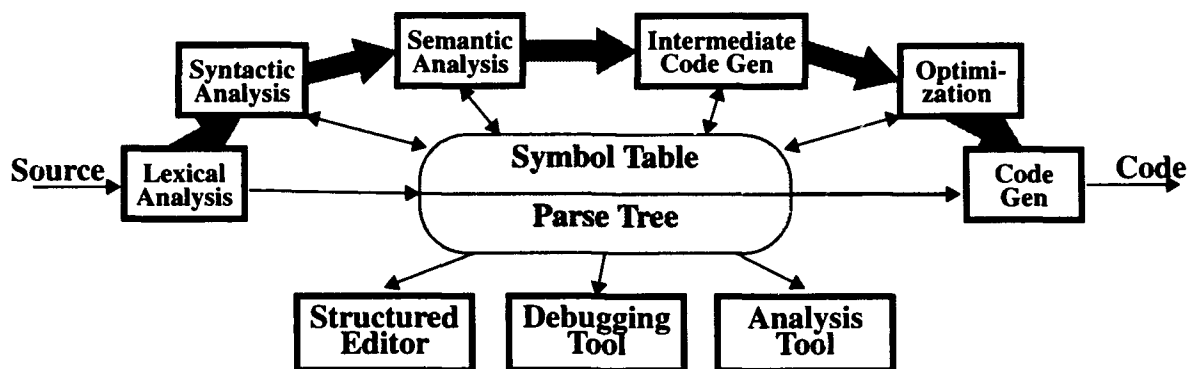 Source
Lexical
Analysis
Syntactic
Analysis
Semantic
Analysis
Intermediate
Code Gen
Optimi-
zation
Code
Gen
Code
Symbol Table
Parse Tree
Structured
Editor
Debugging
Tool
Analysis
Tool